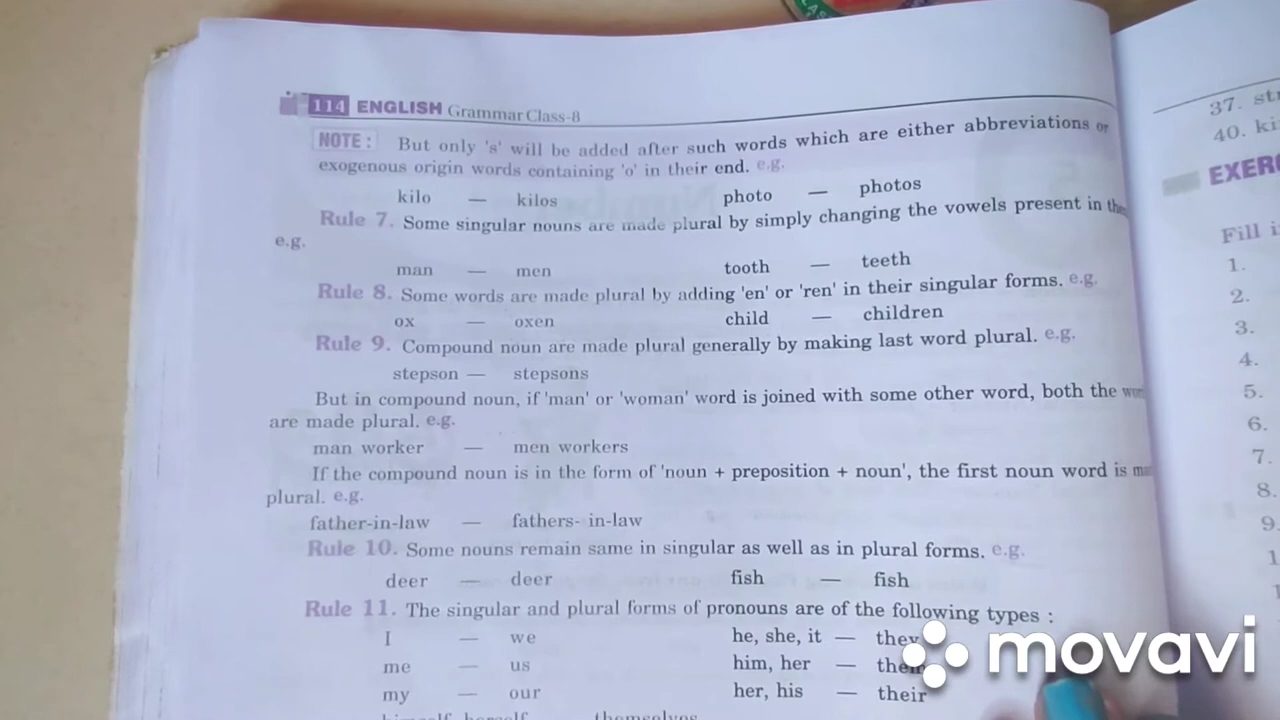 114 ENGLISH Grammar Class-8
NOTE : But only 's' will be added after such words which are either abbreviations or
exogenous origin words containing 'o' in their end. e.g.
kilo — kilos photo — photos
Rule 7. Some singular nouns are made plural by simply changing the vowels present in
e.g.
man — men tooth — teeth
Rule 8. Some words are made plural by adding 'en' or 'ren' in their singular forms. e.g.
ox — oxen child — children
Rule 9. Compound noun are made plural generally by making last word plural. e.g.
stepson — stepsons
But in compound noun, if 'man' or 'woman' word is joined with some other word, both the
are made plural. e.g.
man worker — men workers
If the compound noun is in the form of 'noun + preposition + noun', the first noun word is
plural. e.g.
father-in-law — fathers- in-law
Rule 10. Some nouns remain same in singular as well as in plural forms. e.g.
deer — deer fish — fish
Rule 11. The singular and plural forms of pronouns are of the following types :
I — we he, she, it — they
me — us him, her —
my — our her, his — their
himself, herself themselves
37.
40.
Fill
1.
2.
3.
4.
5.
6.
7.
8.
9.
movavi